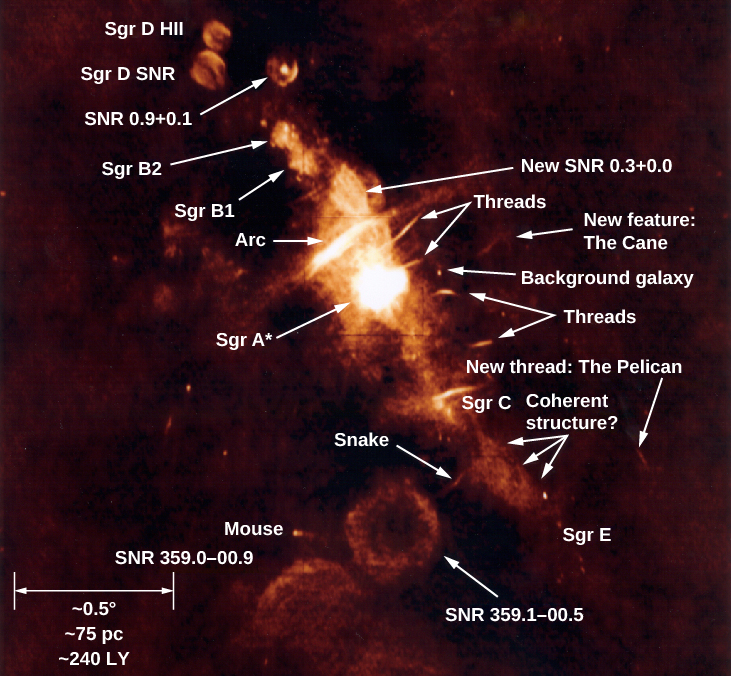 Sgr D HII
Sgr D SNR
SNR 0.9+0.1
Sgr B2
New SNR 0.3+0.0
Sgr B1
Threads
New feature:
The Cane
Arc
Background galaxy
Threads
Sgr A*
New thread: The Pelican
Sgr C
Coherent
structure?
Snake
Mouse
Sgr E
SNR 359.0–00.9
SNR 359.1–00.5
~0.5°
~75 pc
~240 LY